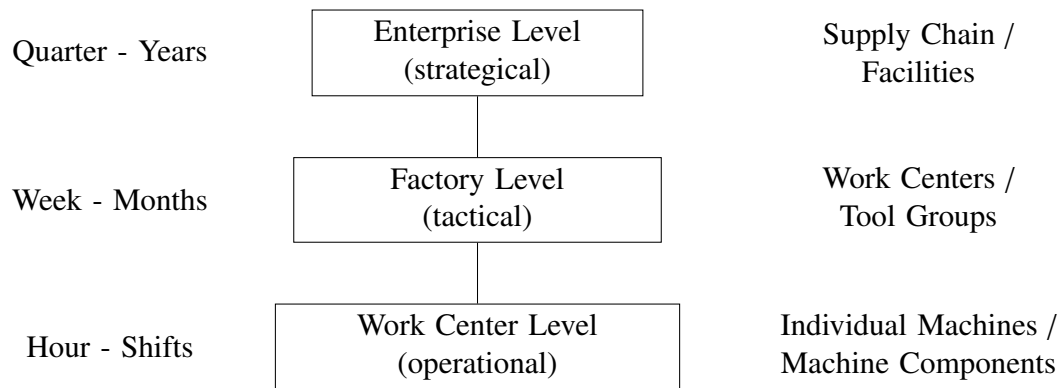 Quarter - Years
Enterprise Level
(strategical)
Supply Chain /
Facilities
Week - Months
Factory Level
(tactical)
Work Centers /
Tool Groups
Hour - Shifts
Work Center Level
(operational)
Individual Machines /
Machine Components